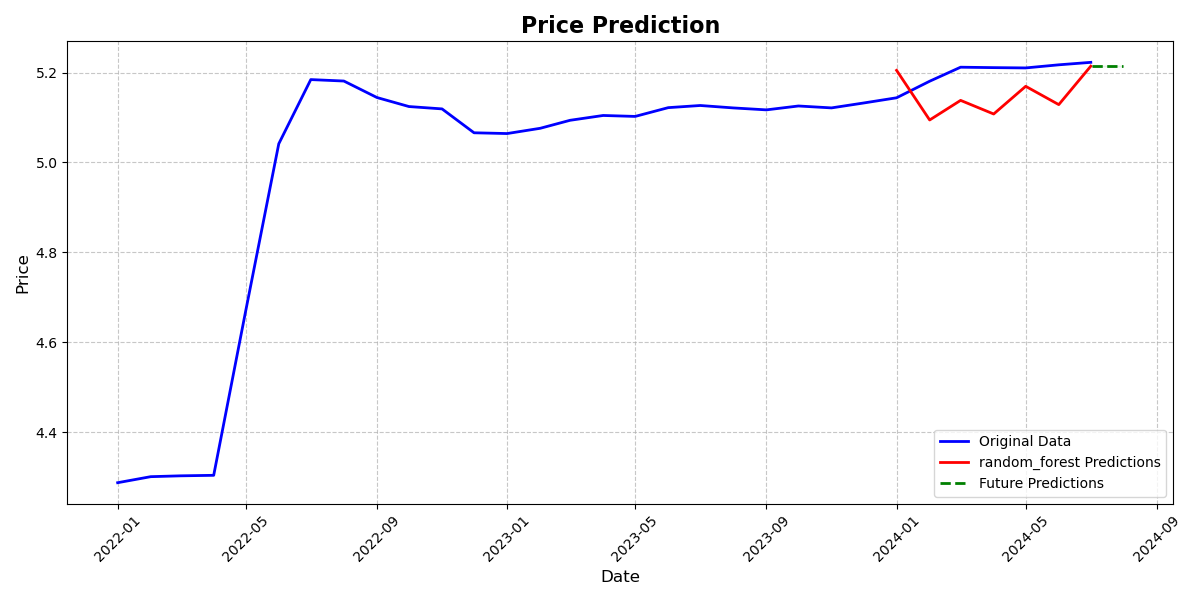 Price Prediction
Price
5.2
5.0
4.8
4.6
4.4
Original Data
random_forest Predictions
Future Predictions
2022-01
2022-05
2022-09
2023-01
2023-05
2023-09
2024-01
2024-05
2024-09
Date